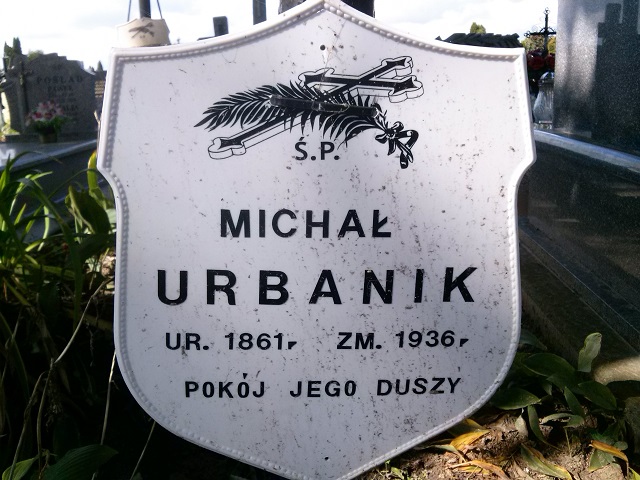 Ś.P.
MICHAŁ
URBANIK
UR. 1861r ZM. 1936r
POKÓJ JEGO DUSZY